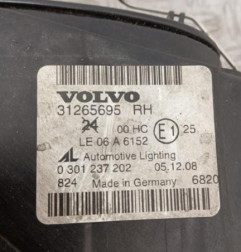 VOLVO
31265695 RH
24 00 HC E1 25
LE 06 A 6152
AL Automotive Lighting
0 301 237 202 05.12.08
824 Made in Germany 6820